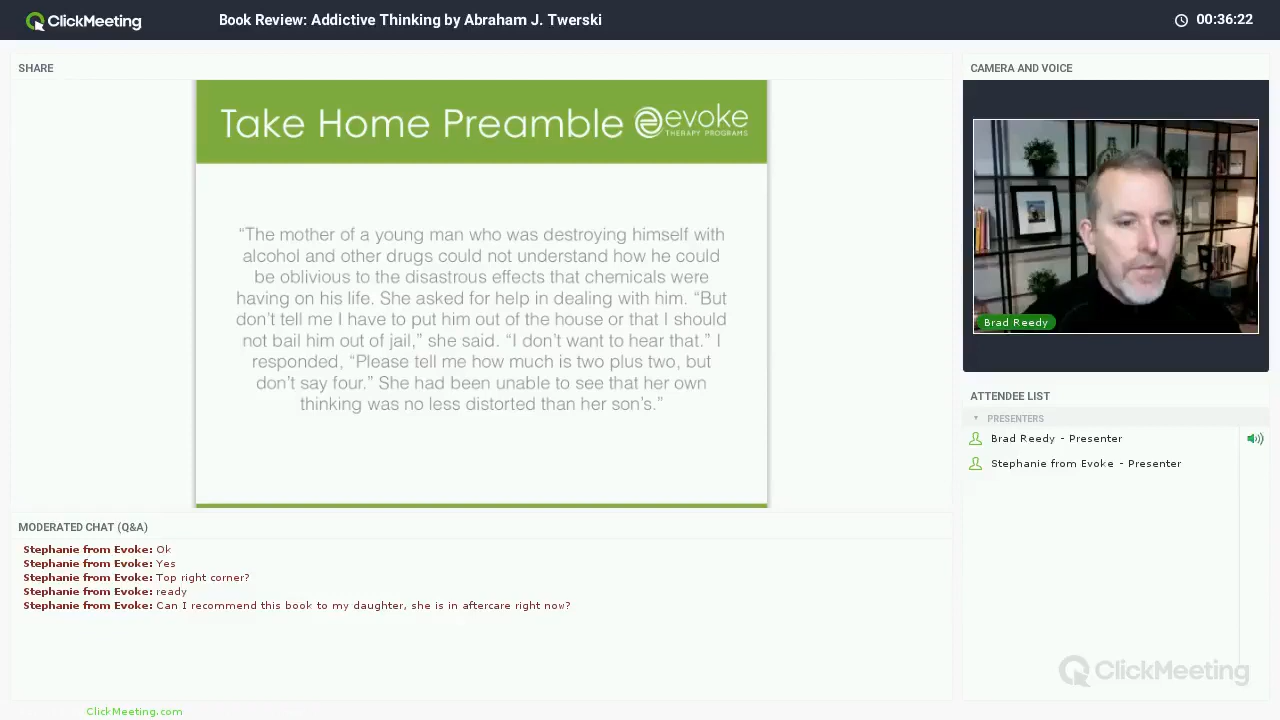 ClickMeeting
Book Review: Addictive Thinking by Abraham J. Twerski
00:36:22
SHARE
Take Home Preamble
evoke
THERAPY PROGRAMS
“The mother of a young man who was destroying himself with
alcohol and other drugs could not understand how he could
be oblivious to the disastrous effects that chemicals were
having on his life. She asked for help in dealing with him. “But
don’t tell me I have to put him out of the house or that I should
not bail him out of jail,” she said. “I don’t want to hear that.” I
responded, “Please tell me how much is two plus two, but
don’t say four.” She had been unable to see that her own
thinking was no less distorted than her son’s.”
CAMERA AND VOICE
Brad Reedy
ATTENDEE LIST
PRESENTERS
Brad Reedy - Presenter
Stephanie from Evoke - Presenter
MODERATED CHAT (Q&A)
Stephanie from Evoke: Ok
Stephanie from Evoke: Yes
Stephanie from Evoke: Top right corner?
Stephanie from Evoke: ready
Stephanie from Evoke: Can I recommend this book to my daughter, she is in aftercare right now?
ClickMeeting
ClickMeeting.com